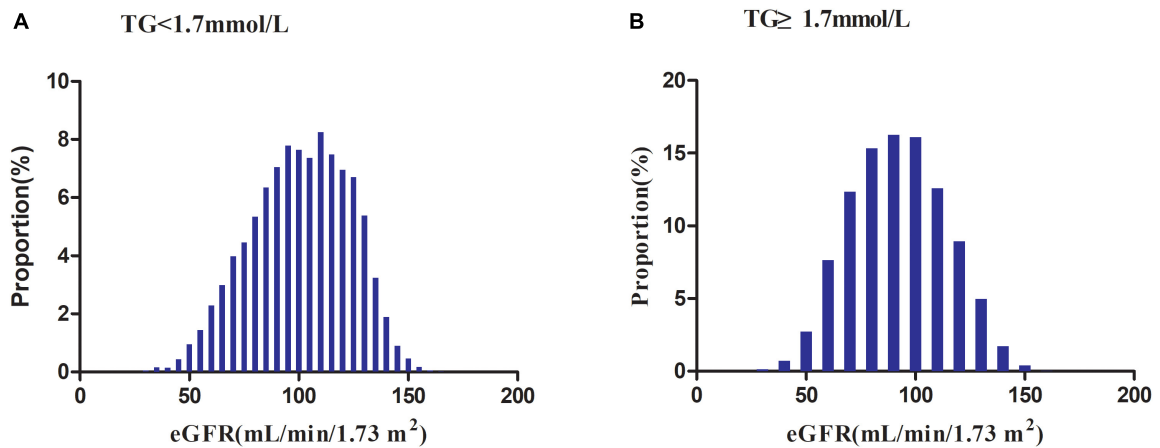 A
TG<1.7mmol/L
Proportion(%)
10
8
6
4
2
0
0 50 100 150 200
eGFR(mL/min/1.73 m²)
B
TG≥ 1.7mmol/L
Proportion(%)
20
15
10
5
0
0 50 100 150 200
eGFR(mL/min/1.73 m²)